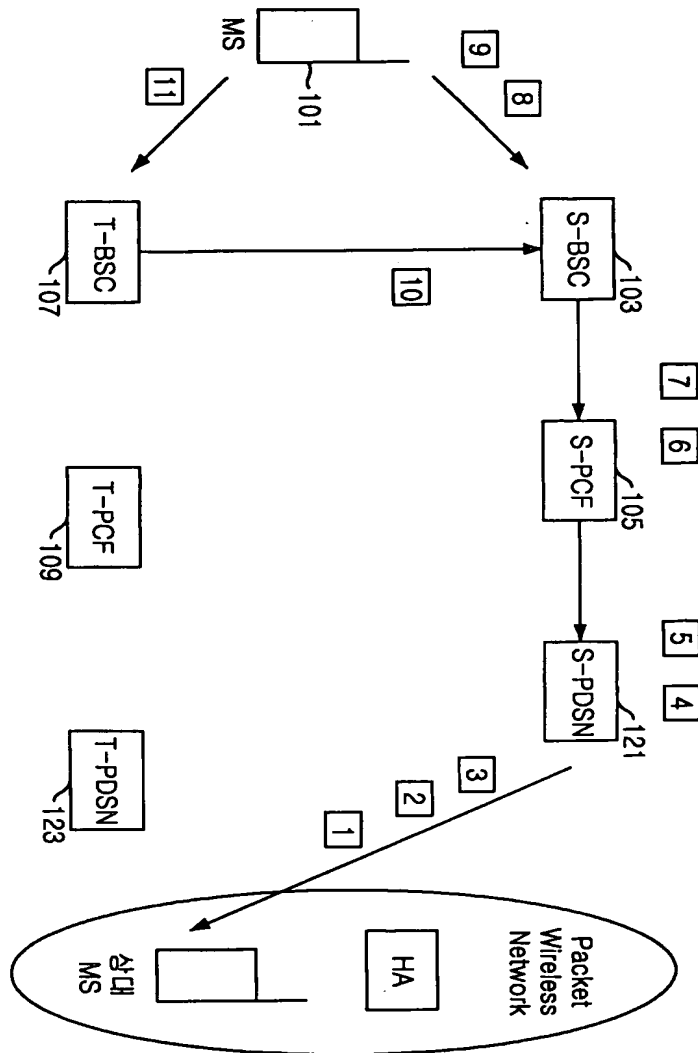 MS
101
9
8
11
T-BSC
107
10
S-BSC
103
7
6
S-PCF
105
T-PCF
109
5
4
S-PDSN
121
T-PDSN
123
3
2
1
Packet
Wireless
Network
HA
상대
MS